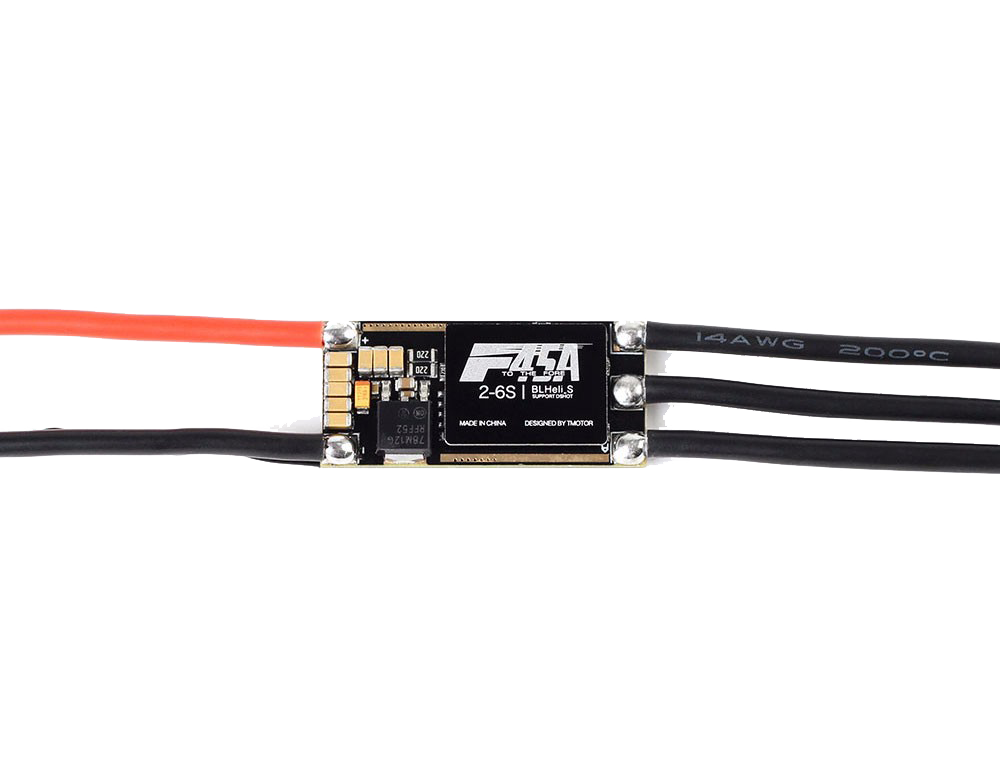 14AWG 200°C
+
220
220
F45A
TO THE FORE
2-6S | BLHeli_S
SUPPORT DSHOT
MADE IN CHINA DESIGNED BY TMOTOR
78M12G
RFF52
-